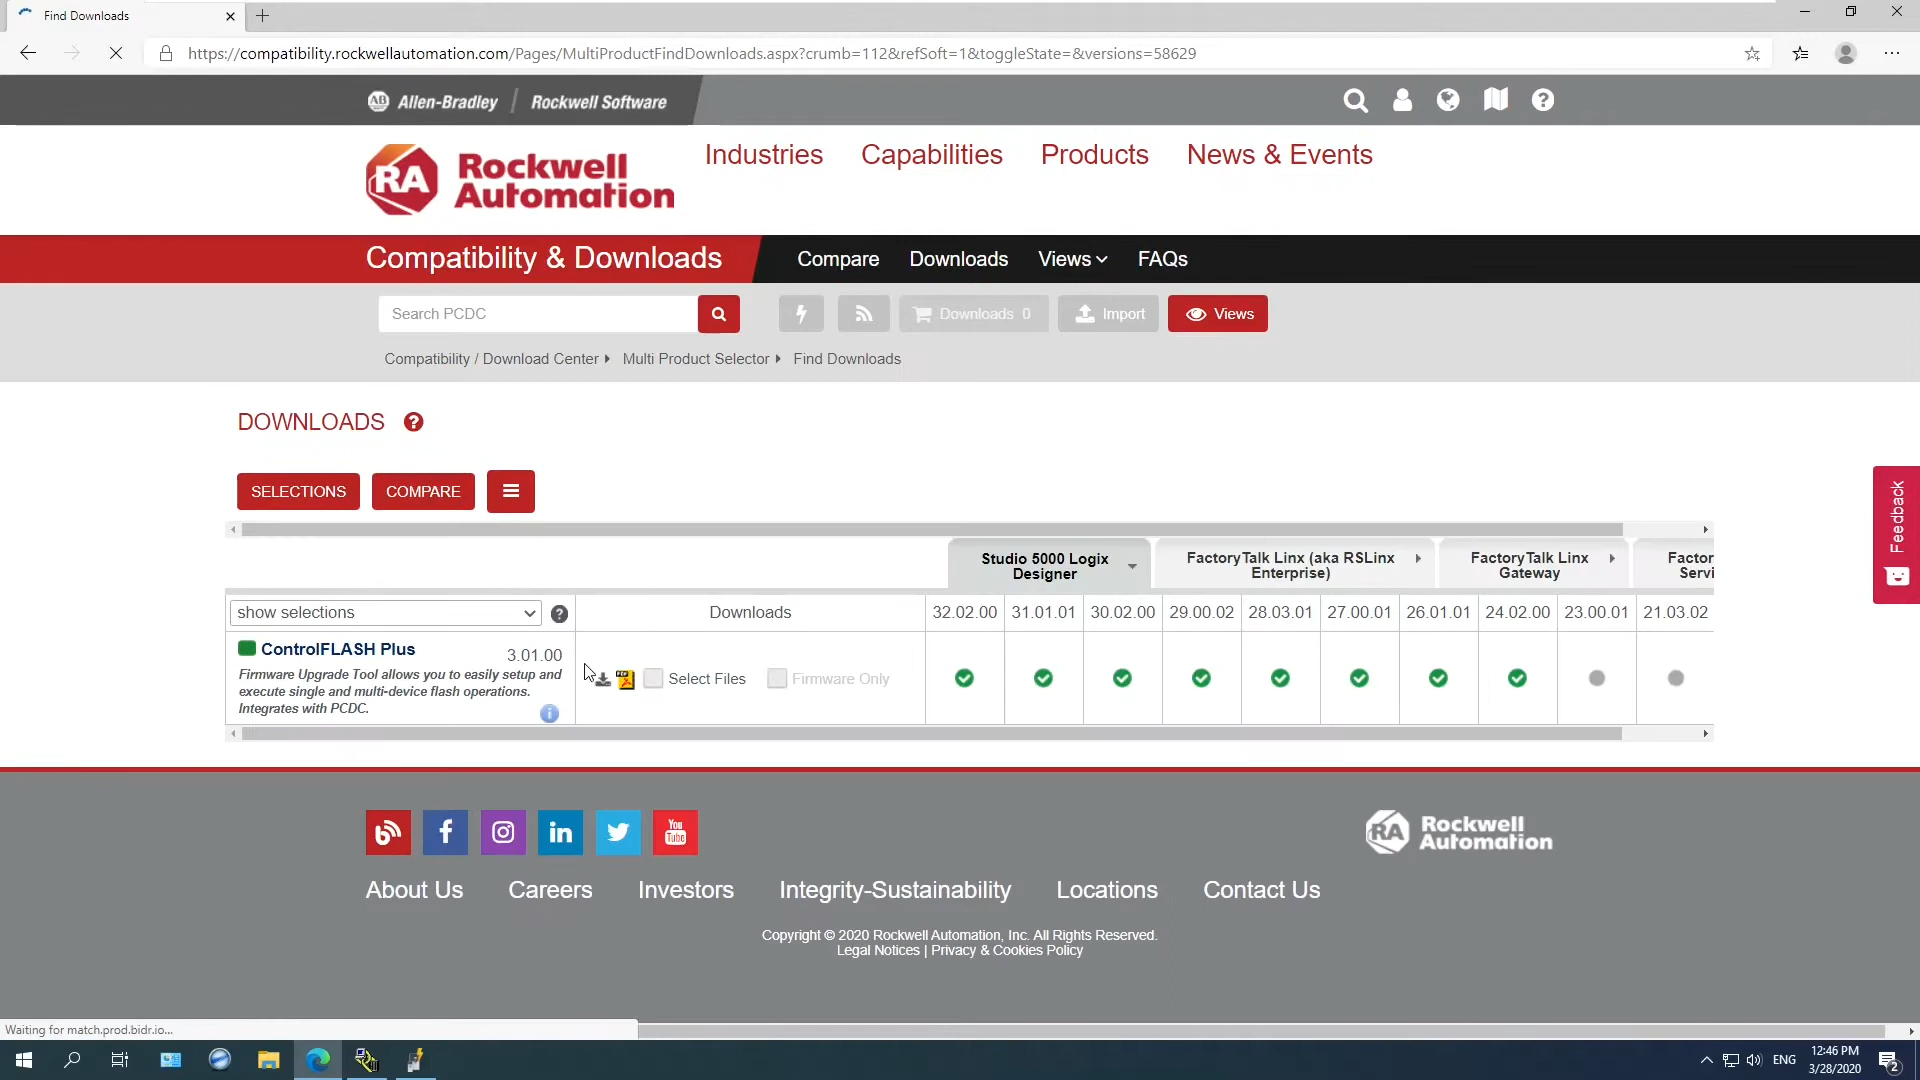 Find Downloads
https://compatibility.rockwellautomation.com/Pages/MultiProductFindDownloads.aspx?crumb=112&refSoft=1&toggleState=&versions=58629
AB Allen-Bradley Rockwell Software
RA Rockwell Automation
Industries Capabilities Products News & Events
Compatibility & Downloads Compare Downloads Views FAQs
Search PCDC Downloads 0 Import Views
Compatibility / Download Center Multi Product Selector Find Downloads
DOWNLOADS ?
SELECTIONS COMPARE
Feedback
Studio 5000 Logix Designer
FactoryTalk Linx (aka RSLinx Enterprise)
FactoryTalk Linx Gateway
Factor
Servi
show selections ? Downloads 32.02.00 31.01.01 30.02.00 29.00.02 28.03.01 27.00.01 26.01.01 24.02.00 23.00.01 21.03.02
ControlFLASH Plus 3.01.00
Firmware Upgrade Tool allows you to easily setup and
execute single and multi-device flash operations.
Integrates with PCDC.
Select Files Firmware Only
You Tube
RA Rockwell Automation
About Us Careers Investors Integrity-Sustainability Locations Contact Us
Copyright © 2020 Rockwell Automation, Inc. All Rights Reserved.
Legal Notices | Privacy & Cookies Policy
Waiting for match.prod.bidr.io...
ENG 12:46 PM
3/28/2020
2